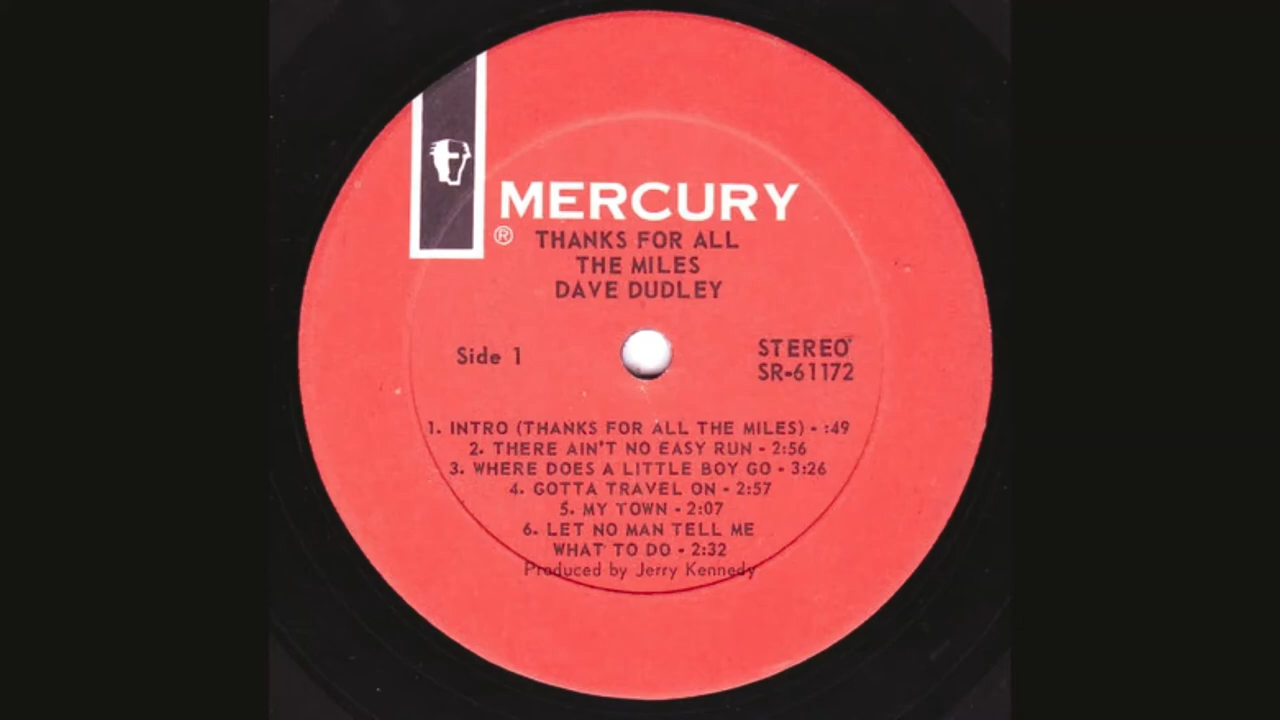 MERCURY
®
THANKS FOR ALL
THE MILES
DAVE DUDLEY
Side 1
STEREO
SR-61172
1. INTRO (THANKS FOR ALL THE MILES) - :49
2. THERE AIN'T NO EASY RUN - 2:56
3. WHERE DOES A LITTLE BOY GO - 3:26
4. GOTTA TRAVEL ON - 2:57
5. MY TOWN - 2:07
6. LET NO MAN TELL ME
WHAT TO DO - 2:32
Produced by Jerry Kennedy